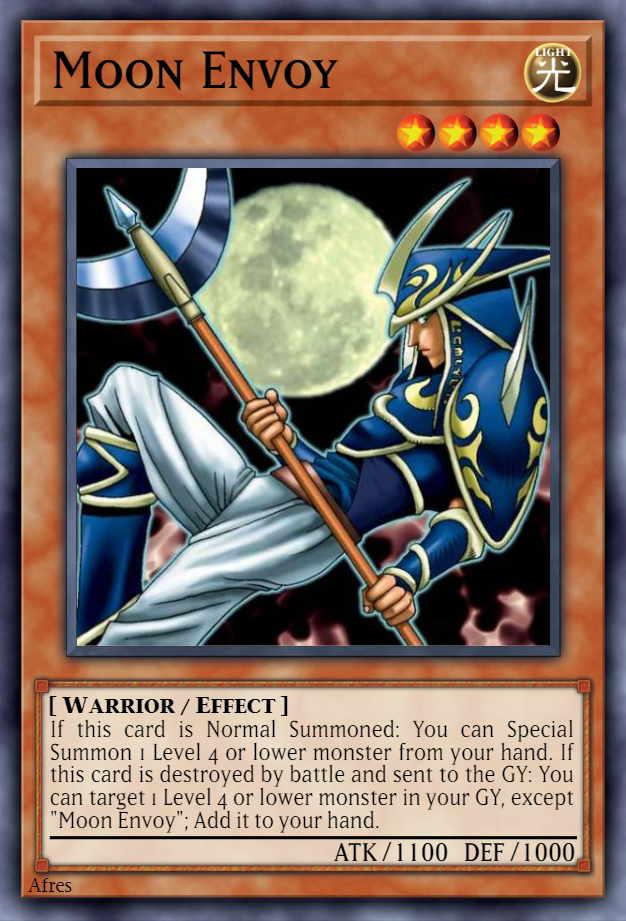 Moon Envoy
LIGHT
光
[ Warrior / Effect ]
If this card is Normal Summoned: You can Special
Summon 1 Level 4 or lower monster from your hand. If
this card is destroyed by battle and sent to the GY: You
can target 1 Level 4 or lower monster in your GY, except
"Moon Envoy"; Add it to your hand.
ATK/1100 DEF/1000
Afres